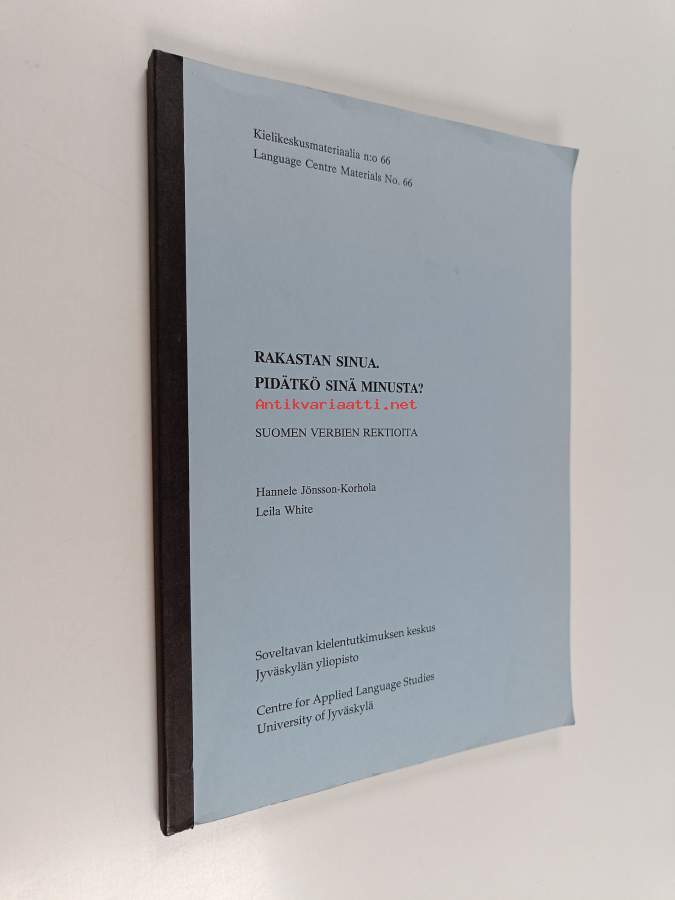 Kielikeskusmateriaalia n:o 66
Language Centre Materials No. 66
RAKASTAN SINUA.
PIDÄTKÖ SINÄ MINUSTA?
Antikvariaatti.net
SUOMEN VERBIEN REKTIOITA
Hannele Jönsson-Korhola
Leila White
Soveltavan kielentutkimuksen keskus
Jyväskylän yliopisto
Centre for Applied Language Studies
University of Jyväskylä